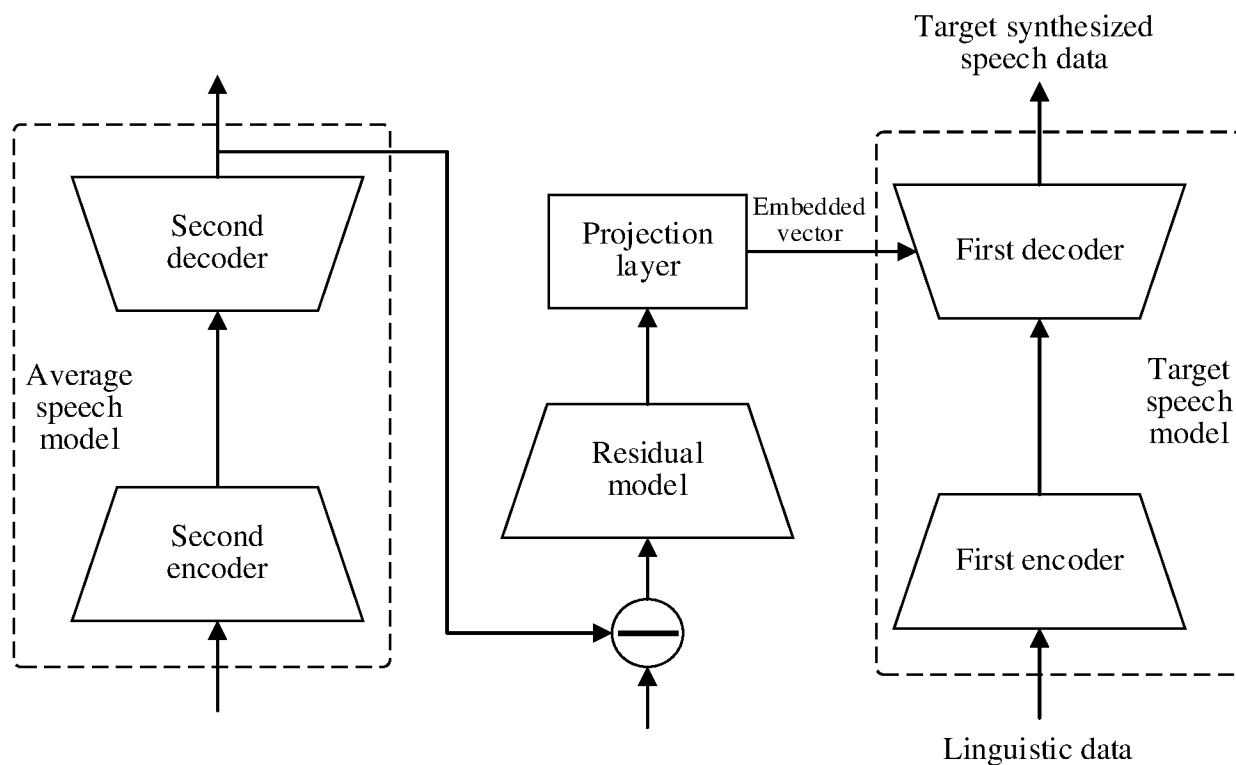 Target synthesized
speech data
Second
decoder
Projection
layer
Embedded
vector
First decoder
Average
speech
model
Target
speech
model
Residual
model
Second
encoder
First encoder
Linguistic data